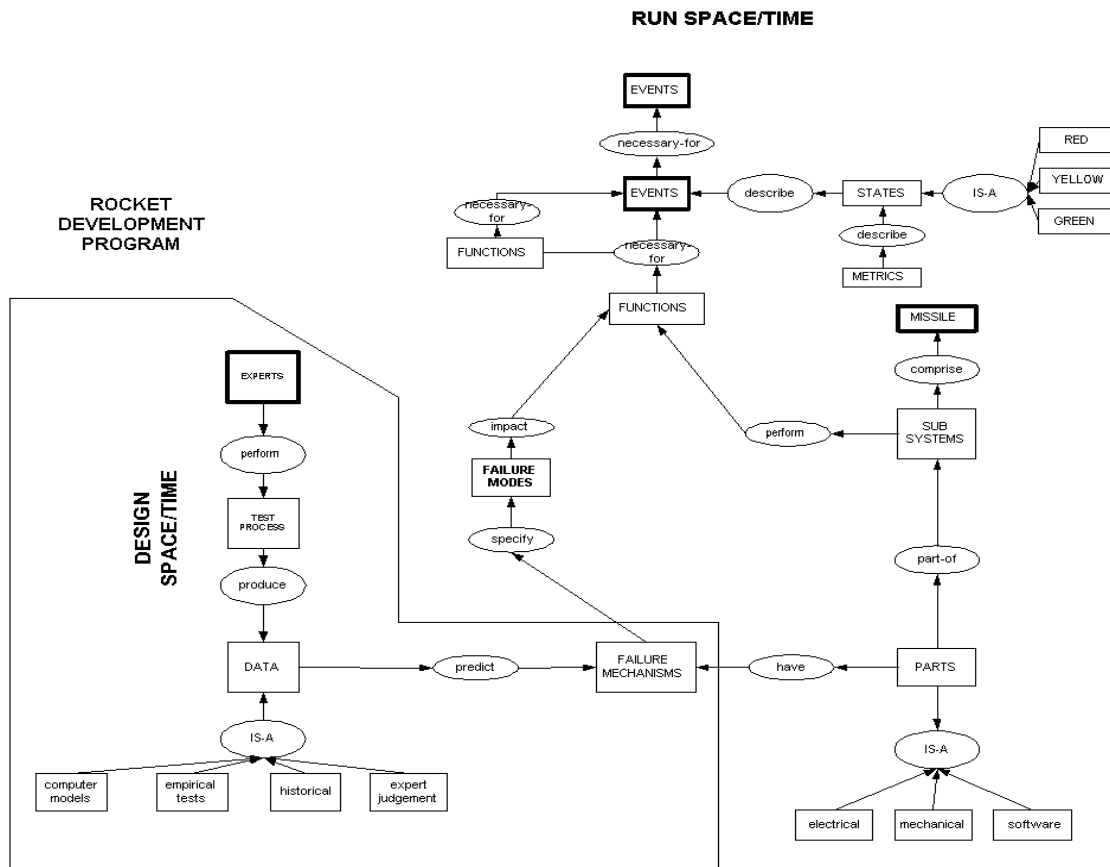 RUN SPACE/TIME
EVENTS
necessary-for
RED
ROCKET
DEVELOPMENT
PROGRAM
EVENTS
describe
STATES
IS-A
YELLOW
necessary-
for
GREEN
FUNCTIONS
necessary-
for
describe
METRICS
FUNCTIONS
MISSILE
EXPERTS
comprise
impact
perform
SUB
SYSTEMS
perform
FAILURE
MODES
DESIGN
SPACE/TIME
TEST
PROCESS
specify
part-of
produce
DATA
predict
FAILURE
MECHANISMS
have
PARTS
IS-A
IS-A
computer
models
empirical
tests
historical
expert
judgement
electrical
mechanical
software